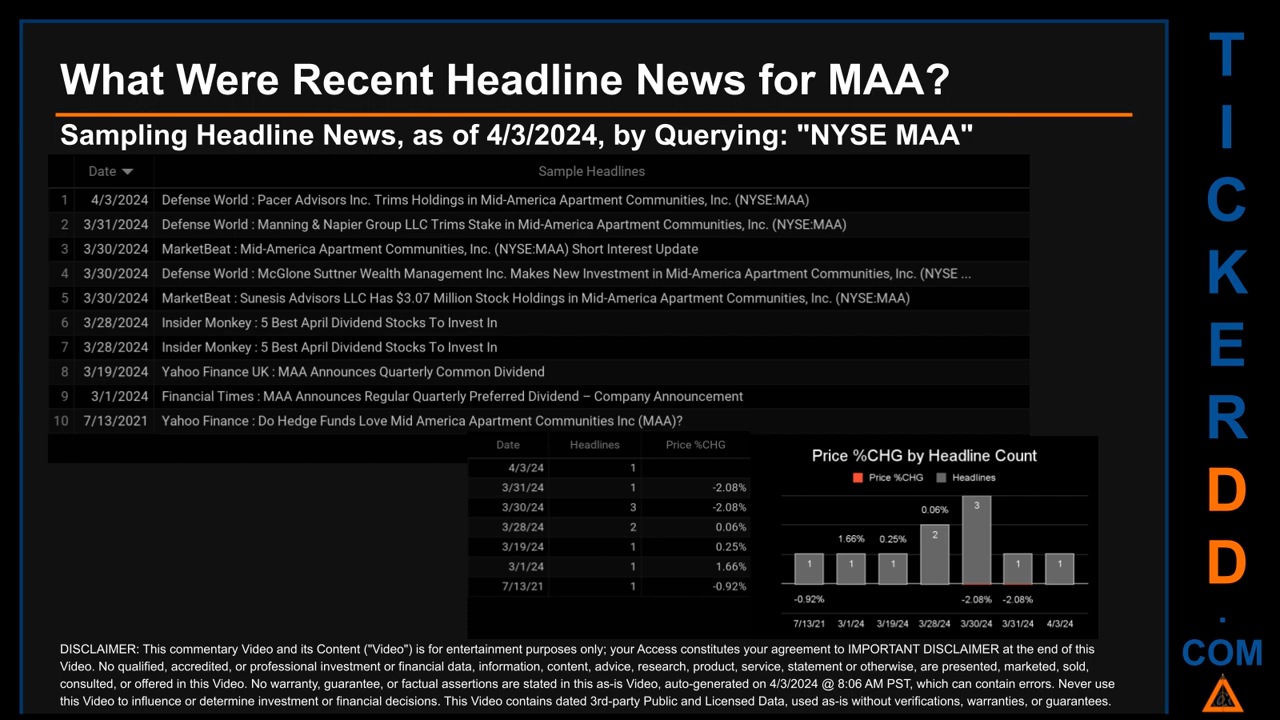 What Were Recent Headline News for MAA?
Sampling Headline News, as of 4/3/2024, by Querying: "NYSE MAA"
Date Sample Headlines
1 4/3/2024 Defense World : Pacer Advisors Inc. Trims Holdings in Mid-America Apartment Communities, Inc. (NYSE:MAA)
2 3/31/2024 Defense World : Manning & Napier Group LLC Trims Stake in Mid-America Apartment Communities, Inc. (NYSE:MAA)
3 3/30/2024 MarketBeat : Mid-America Apartment Communities, Inc. (NYSE:MAA) Short Interest Update
4 3/30/2024 Defense World : McGlone Suttner Wealth Management Inc. Makes New Investment in Mid-America Apartment Communities, Inc. (NYSE ...
5 3/30/2024 MarketBeat : Sunesis Advisors LLC Has $3.07 Million Stock Holdings in Mid-America Apartment Communities, Inc. (NYSE:MAA)
6 3/28/2024 Insider Monkey : 5 Best April Dividend Stocks To Invest In
7 3/28/2024 Insider Monkey : 5 Best April Dividend Stocks To Invest In
8 3/19/2024 Yahoo Finance UK : MAA Announces Quarterly Common Dividend
9 3/1/2024 Financial Times : MAA Announces Regular Quarterly Preferred Dividend – Company Announcement
10 7/13/2021 Yahoo Finance : Do Hedge Funds Love Mid America Apartment Communities Inc (MAA)?
Date Headlines Price %CHG
4/3/24 1
3/31/24 1 -2.08%
3/30/24 3 -2.08%
3/28/24 2 0.06%
3/19/24 1 0.25%
3/1/24 1 1.66%
7/13/21 1 -0.92%
Price %CHG by Headline Count
Price %CHG Headlines
0.06% 3
1.66% 0.25% 2
1 1 1 1 1
-0.92% -2.08% -2.08%
7/13/21 3/1/24 3/19/24 3/28/24 3/30/24 3/31/24 4/3/24
DISCLAIMER: This commentary Video and its Content ("Video") is for entertainment purposes only; your Access constitutes your agreement to IMPORTANT DISCLAIMER at the end of this
Video. No qualified, accredited, or professional investment or financial data, information, content, advice, research, product, service, statement or otherwise, are presented, marketed, sold,
consulted, or offered in this Video. No warranty, guarantee, or factual assertions are stated in this as-is Video, auto-generated on 4/3/2024 @ 8:06 AM PST, which can contain errors. Never use
this Video to influence or determine investment or financial decisions. This Video contains dated 3rd-party Public and Licensed Data, used as-is without verifications, warranties, or guarantees.
T
I
C
K
E
R
D
D
.
COM